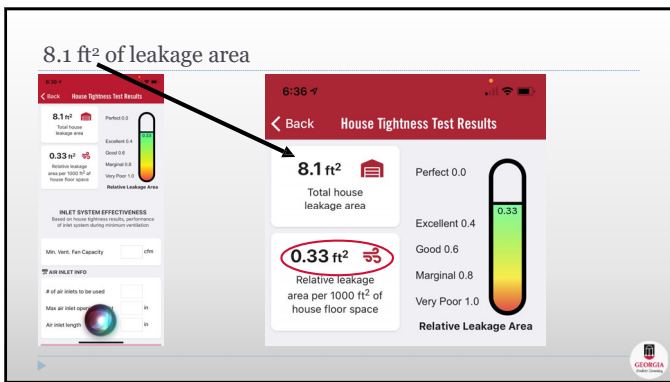 8.1 ft² of leakage area
6:36
Back House Tightness Test Results
8.1 ft²
Total house
leakage area
0.33 ft²
Relative leakage
area per 1000 ft² of
house floor space
Perfect 0.0
0.33
Excellent 0.4
Good 0.6
Marginal 0.8
Very Poor 1.0
Relative Leakage Area
INLET SYSTEM EFFECTIVENESS
Based on house tightness results, performance
of inlet system during minimum ventilation
Min. Vent. Fan Capacity cfm
AIR INLET INFO
# of air inlets to be used
Max air inlet open in
Air inlet length in
6:36
Back House Tightness Test Results
8.1 ft²
Total house
leakage area
0.33 ft²
Relative leakage
area per 1000 ft² of
house floor space
Perfect 0.0
0.33
Excellent 0.4
Good 0.6
Marginal 0.8
Very Poor 1.0
Relative Leakage Area
GEORGIA